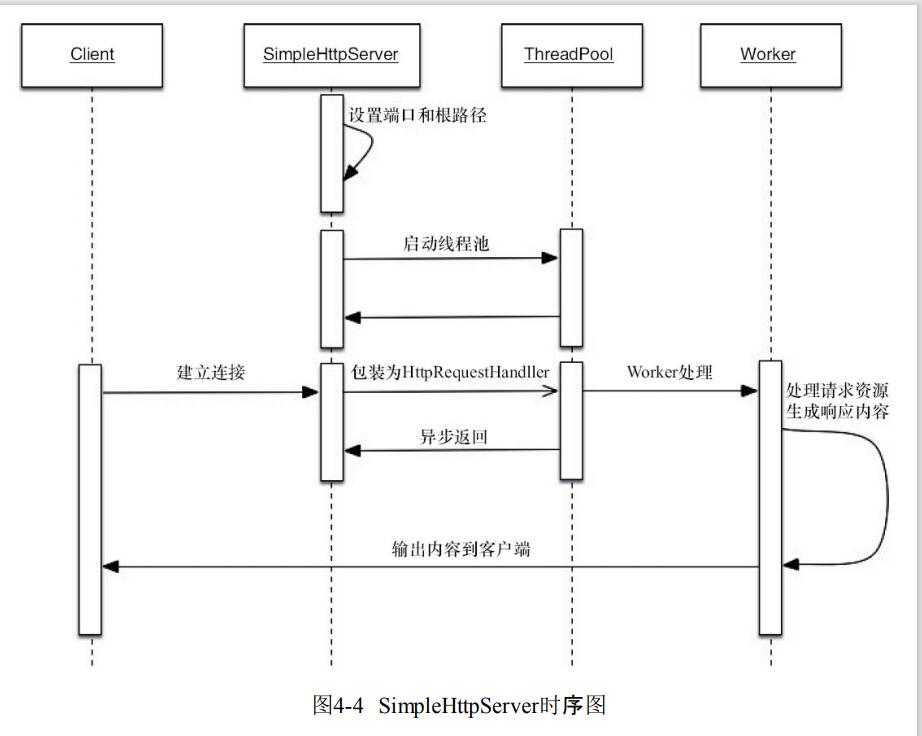 Client
SimpleHttpServer
ThreadPool
Worker
设置端口和根路径
启动线程池
建立连接
包装为HttpRequestHandller
Worker处理
处理请求资源
生成响应内容
异步返回
输出内容到客户端
图4-4 SimpleHttpServer时序图